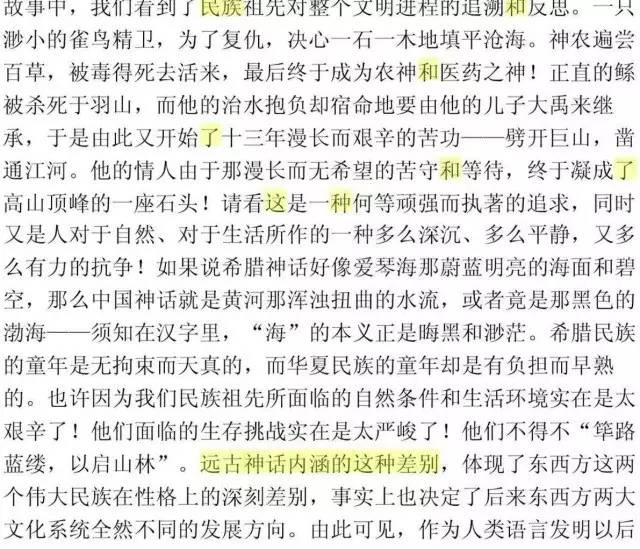 故事中，我们看到了民族祖先对整个文明进程的追溯和反思。一只
渺小的雀鸟精卫，为了复仇，决心一石一木地填平沧海。神农遍尝
百草，被毒得死去活来，最后终于成为农神和医药之神！正直的鲧
被杀死于羽山，而他的治水抱负却宿命地要由他的儿子大禹来继
承，于是由此又开始了十三年漫长而艰辛的苦功——劈开巨山，凿
通江河。他的情人由于那漫长而无希望的苦守和等待，终于凝成了
高山顶峰的一座石头！请看这是一种何等顽强而执著的追求，同时
又是人对于自然、对于生活所作的一种多么深沉、多么平静，又多
么有力的抗争！如果说希腊神话好像爱琴海那蔚蓝明亮的海面和碧
空，那么中国神话就是黄河那浑浊扭曲的水流，或者竟是那黑色的
渤海——须知在汉字里，“海”的本义正是晦黑和渺茫。希腊民族
的童年是无拘束而天真的，而华夏民族的童年却是有负担而早熟
的。也许因为我们民族祖先所面临的自然条件和生活环境实在是太
艰辛了！他们面临的生存挑战实在是太严峻了！他们不得不“筚路
蓝缕，以启山林”。远古神话内涵的这种差别，体现了东西方这两
个伟大民族在性格上的深刻差别，事实上也决定了后来东西方两大
文化系统全然不同的发展方向。由此可见，作为人类语言发明以后